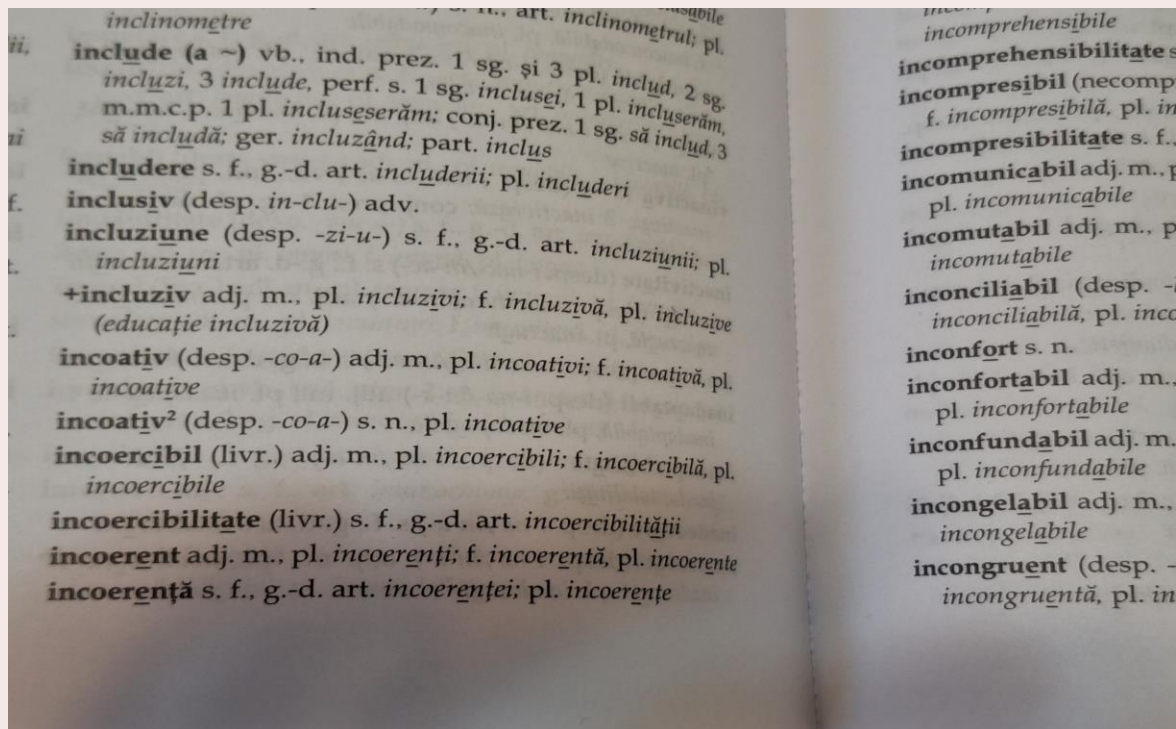 inclinometre
s. n., art. inclinometrul; pl.
include (a ~) vb., ind. prez. 1 sg. și 3 pl. includ, 2 sg.
incluzi, 3 include, perf. s. 1 sg. inclusei, 1 pl. incluserăm,
m.m.c.p. 1 pl. incluseserăm; conj. prez. 1 sg. să includ, 3
să includă; ger. incluzând; part. inclus
includere s. f., g.-d. art. includerii; pl. includeri
inclusiv (desp. in-clu-) adv.
incluziune (desp. -zi-u-) s. f., g.-d. art. incluziunii; pl.
incluziuni
+incluziv adj. m., pl. incluzivi; f. incluzivă, pl. incluzive
(educație incluzivă)
incoativ (desp. -co-a-) adj. m., pl. incoativi; f. incoativă, pl.
incoative
incoativ² (desp. -co-a-) s. n., pl. incoative
incoercibil (livr.) adj. m., pl. incoercibili; f. incoercibilă, pl.
incoercibile
incoercibilitate (livr.) s. f., g.-d. art. incoercibilității
incoerent adj. m., pl. incoerenți; f. incoerentă, pl. incoerente
incoerență s. f., g.-d. art. incoerenței; pl. incoerențe
incomprehensibile
incomprehensibilitate s
incompresibil (necomp
f. incompresibilă, pl. in
incompresibilitate s. f.,
incomunicabil adj. m., p
pl. incomunicabile
incomutabil adj. m., p
incomutabile
inconciliabil (desp.
inconciliabilă, pl. inco
inconfort s. n.
inconfortabil adj. m.,
pl. inconfortabile
inconfundabil adj. m.
pl. inconfundabile
incongelabil adj. m.,
incongelabile
incongruent (desp. -
incongruentă, pl. in